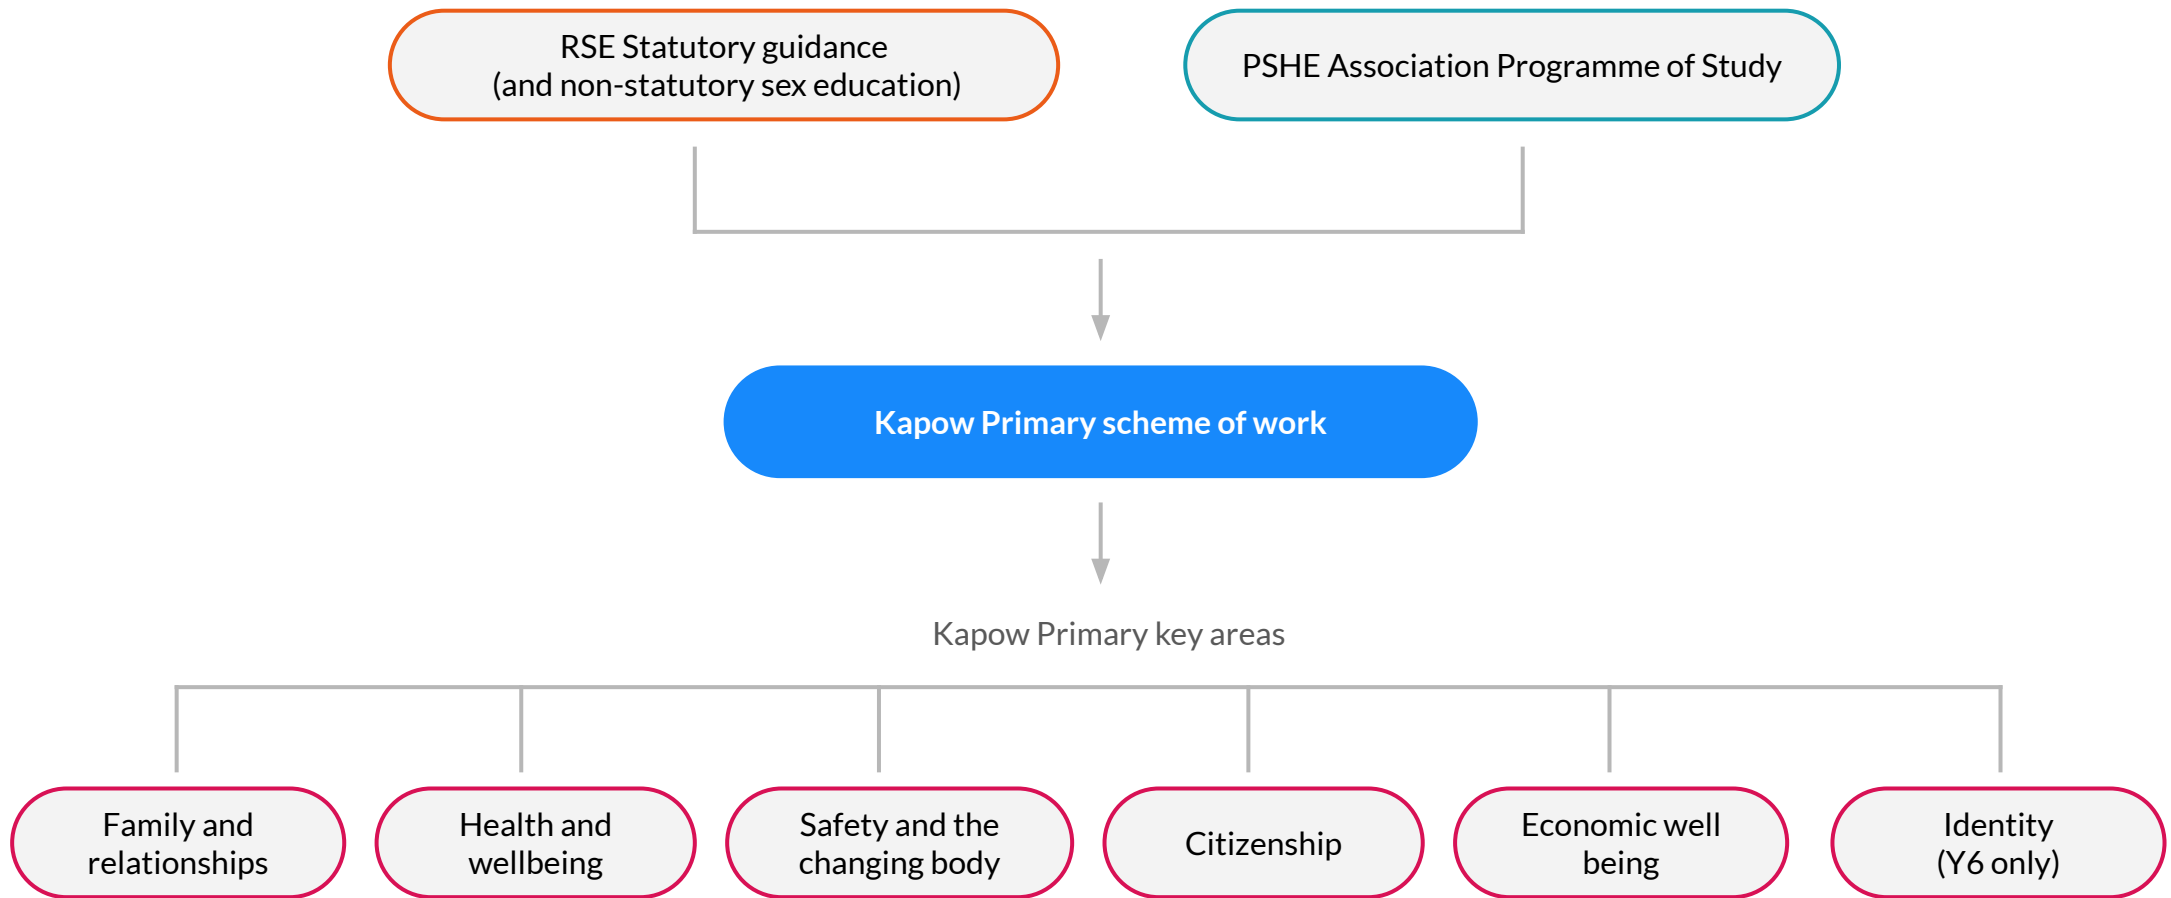 RSE Statutory guidance
(and non-statutory sex education)
PSHE Association Programme of Study
Kapow Primary scheme of work
Kapow Primary key areas
Family and
relationships
Health and
wellbeing
Safety and the
changing body
Citizenship
Economic well
being
Identity
(Y6 only)